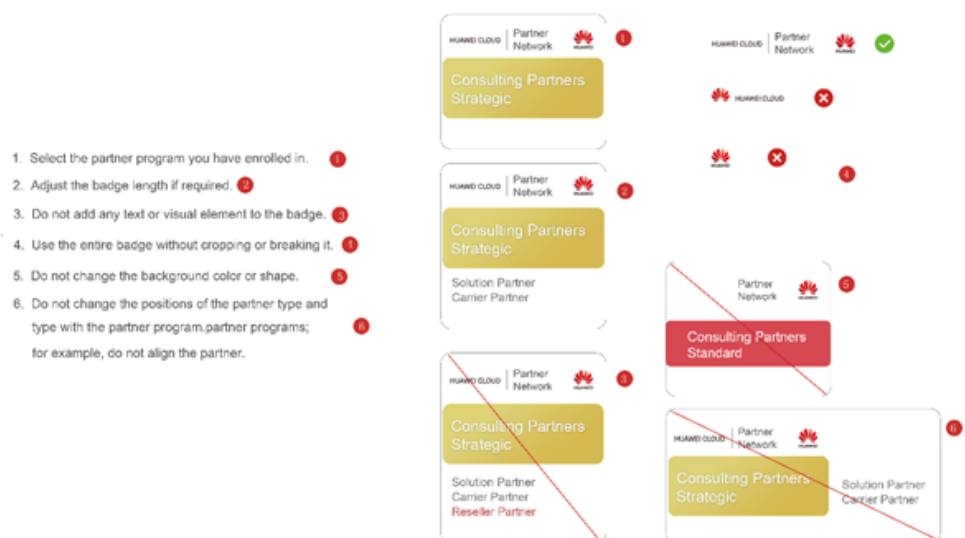 1. Select the partner program you have enrolled in. 1
2. Adjust the badge length if required. 2
3. Do not add any text or visual element to the badge. 3
4. Use the entire badge without cropping or breaking it. 4
5. Do not change the background color or shape. 5
6. Do not change the positions of the partner type and
type with the partner program.partner programs; 6
for example, do not align the partner.
HUAWEI CLOUD | Partner
Network
HUAWEI
1
Consulting Partners
Strategic
HUAWEI CLOUD | Partner
Network
HUAWEI
2
Consulting Partners
Strategic
Solution Partner
Carrier Partner
HUAWEI CLOUD | Partner
Network
HUAWEI
3
Consulting Partners
Strategic
Solution Partner
Carrier Partner
Reseller Partner
HUAWEI CLOUD | Partner
Network
HUAWEI
HUAWEI CLOUD
HUAWEI
4
Partner
Network
HUAWEI
5
Consulting Partners
Standard
HUAWEI CLOUD | Partner
Network
HUAWEI
6
Consulting Partners
Strategic
Solution Partner
Carrier Partner